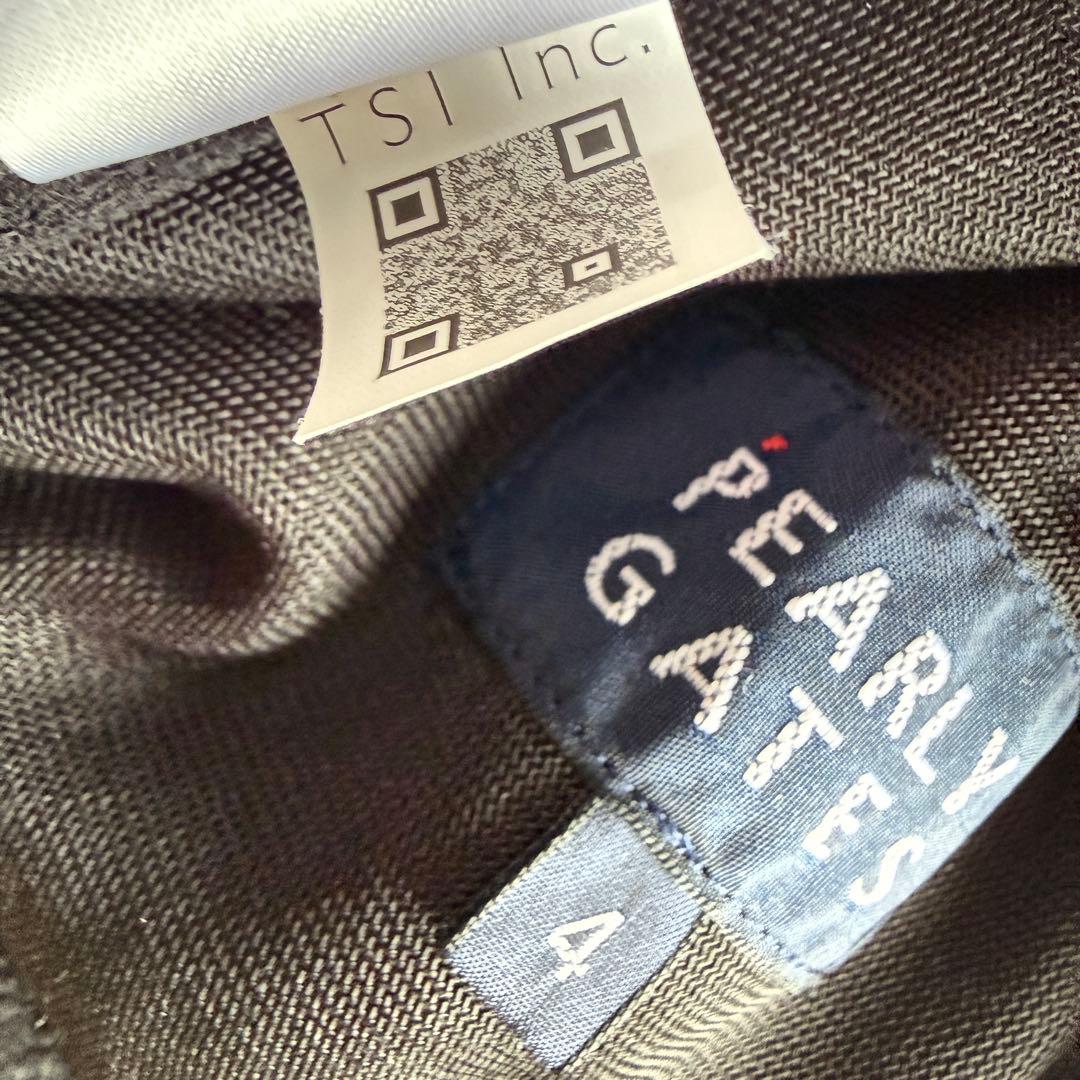 TSI Inc.
PEARLY
GATES
4